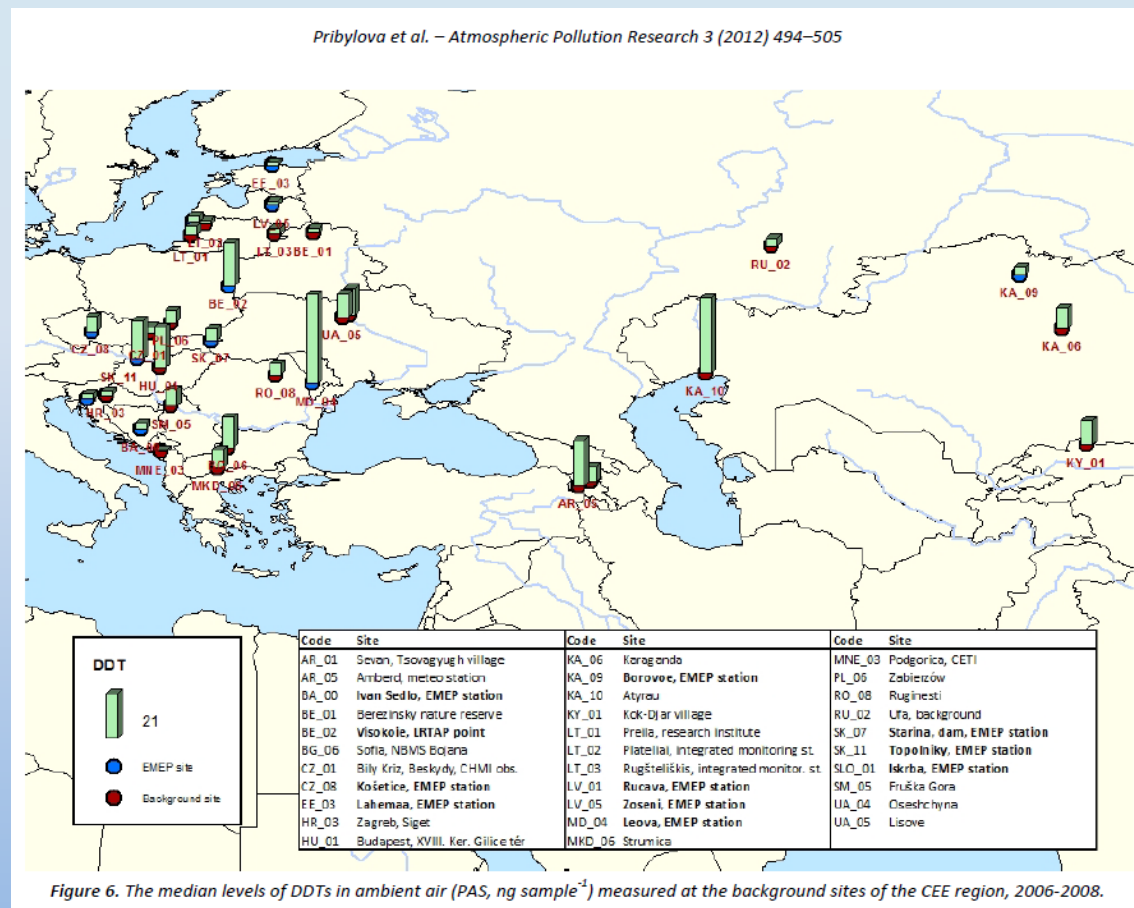 Pribylova et al. – Atmospheric Pollution Research 3 (2012) 494–505
EE_03
LV_05
LT_01
LT_03
BE_01
BE_02
RU_02
KA_09
UA_05
KA_06
CZ_08
PL_06
CZ_01
SK_07
SK_11
HU_01
RO_08
MD_04
KA_10
HR_03
SM_05
KY_01
MNE_03
MKD_06
AR_05
DDT
21
EMEP site
Background site
Code Site Code Site Code Site
AR_01 Sevan, Tsovagyugh village KA_06 Karaganda MNE_03 Podgorica, CETI
AR_05 Amberd, meteo station KA_09 Borovoe, EMEP station PL_06 Zabierzów
BA_00 Ivan Sedlo, EMEP station KA_10 Atyrau RO_08 Ruginesti
BE_01 Berezinsky nature reserve KY_01 Kok-Djar village RU_02 Ufa, background
BE_02 Visokole, LRTAP point LT_01 Preila, research institute SK_07 Starina, dam, EMEP station
BG_06 Sofia, NBMS Bojana LT_02 Plateliai, integrated monitoring st. SK_11 Topolniky, EMEP station
CZ_01 Bily Kriz, Beskydy, CHMI obs. LT_03 Rugšteliškis, integrated monitor. st. SLO_01 Iskrba, EMEP station
CZ_08 Košetice, EMEP station LV_01 Rucava, EMEP station SM_05 Fruška Gora
EE_03 Lahemaa, EMEP station LV_05 Zoseni, EMEP station UA_04 Oseshchyna
HR_03 Zagreb, Siget MD_04 Leova, EMEP station UA_05 Lisove
HU_01 Budapest, XVIII. Ker. Gilice tér MKD_06 Strumica
Figure 6. The median levels of DDTs in ambient air (PAS, ng sample⁻¹) measured at the background sites of the CEE region, 2006-2008.